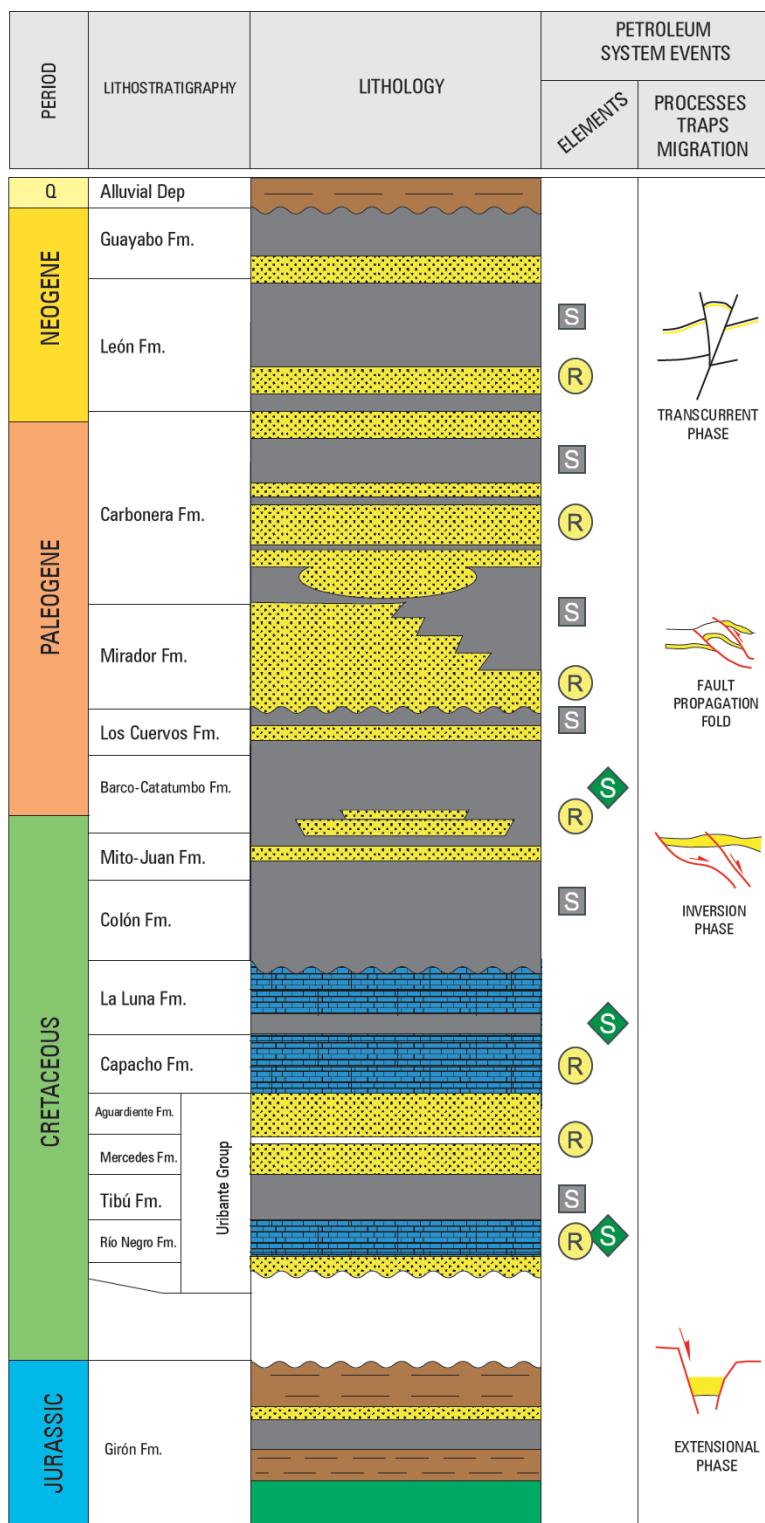 PERIOD
LITHOSTRATIGRAPHY
LITHOLOGY
PETROLEUM
SYSTEM EVENTS
ELEMENTS
PROCESSES
TRAPS
MIGRATION
Q
Alluvial Dep
NEOGENE
Guayabo Fm.
León Fm.
S
R
TRANSCURRENT
PHASE
PALEOGENE
Carbonera Fm.
S
R
Mirador Fm.
S
R
FAULT
PROPAGATION
FOLD
Los Cuervos Fm.
S
Barco-Catatumbo Fm.
S
R
CRETACEOUS
Mito-Juan Fm.
Colón Fm.
S
INVERSION
PHASE
La Luna Fm.
S
Capacho Fm.
R
Uribante Group
Aguardiente Fm.
R
Mercedes Fm.
Tibú Fm.
S
Río Negro Fm.
R
S
JURASSIC
Girón Fm.
EXTENSIONAL
PHASE